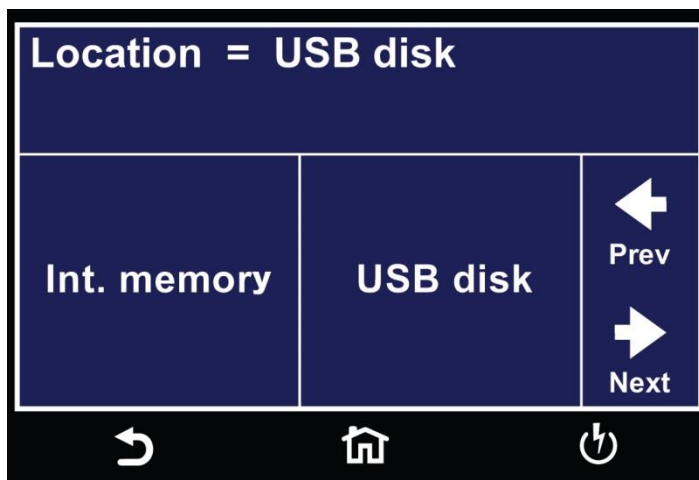 Location = USB disk
Int. memory
USB disk
Prev
Next